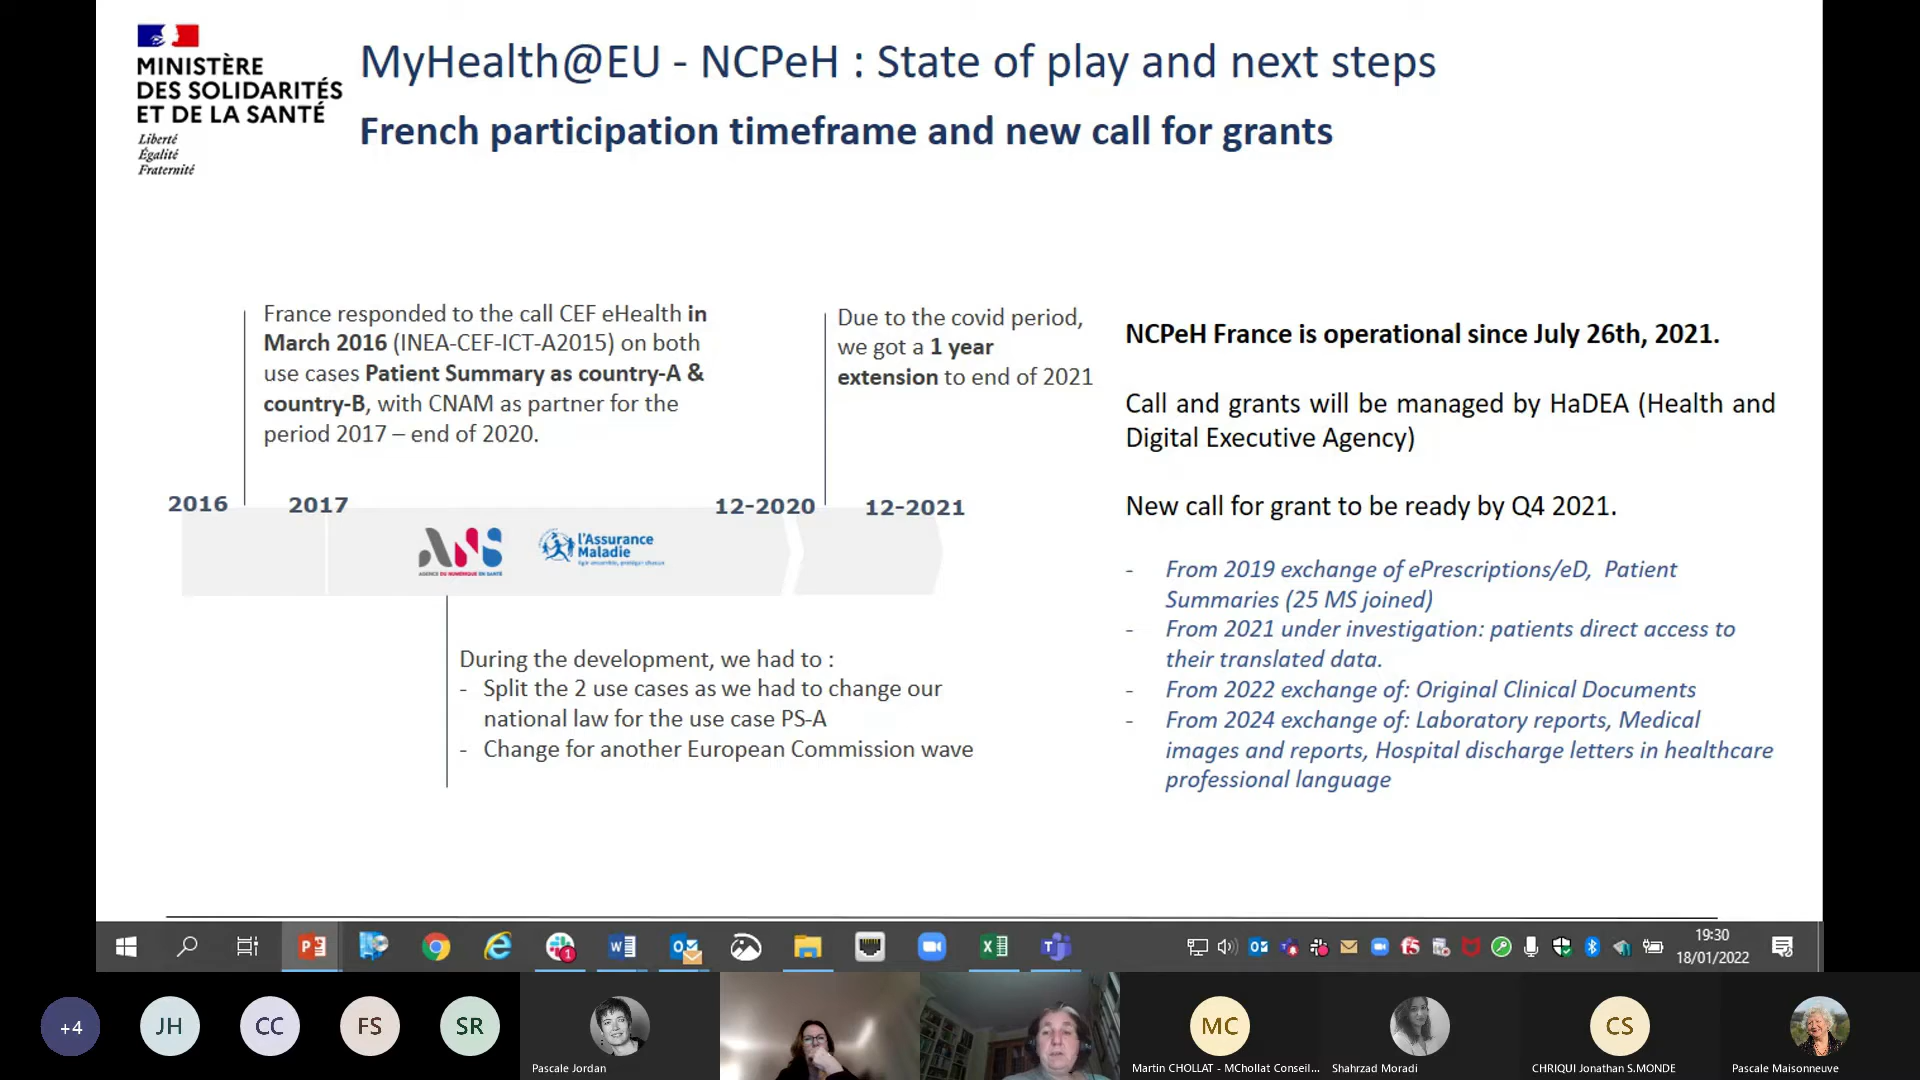 MINISTÈRE
DES SOLIDARITÉS
ET DE LA SANTÉ
Liberté
Égalité
Fraternité
MyHealth@EU - NCPeH : State of play and next steps
French participation timeframe and new call for grants
France responded to the call CEF eHealth in
March 2016 (INEA-CEF-ICT-A2015) on both
use cases Patient Summary as country-A &
country-B, with CNAM as partner for the
period 2017 – end of 2020.
Due to the covid period,
we got a 1 year
extension to end of 2021
2016
2017
12-2020
12-2021
ANS
AGENCE DU NUMÉRIQUE EN SANTÉ
l'Assurance
Maladie
During the development, we had to :
- Split the 2 use cases as we had to change our
national law for the use case PS-A
- Change for another European Commission wave
NCPeH France is operational since July 26th, 2021.
Call and grants will be managed by HaDEA (Health and
Digital Executive Agency)
New call for grant to be ready by Q4 2021.
- From 2019 exchange of ePrescriptions/eD, Patient
Summaries (25 MS joined)
- From 2021 under investigation: patients direct access to
their translated data.
- From 2022 exchange of: Original Clinical Documents
- From 2024 exchange of: Laboratory reports, Medical
images and reports, Hospital discharge letters in healthcare
professional language
19:30
18/01/2022
+4
JH
CC
FS
SR
Pascale Jordan
MC
Martin CHOLLAT - MChollat Conseil...
Shahrzad Moradi
CS
CHRIQUI Jonathan S.MONDE
Pascale Maisonneuve